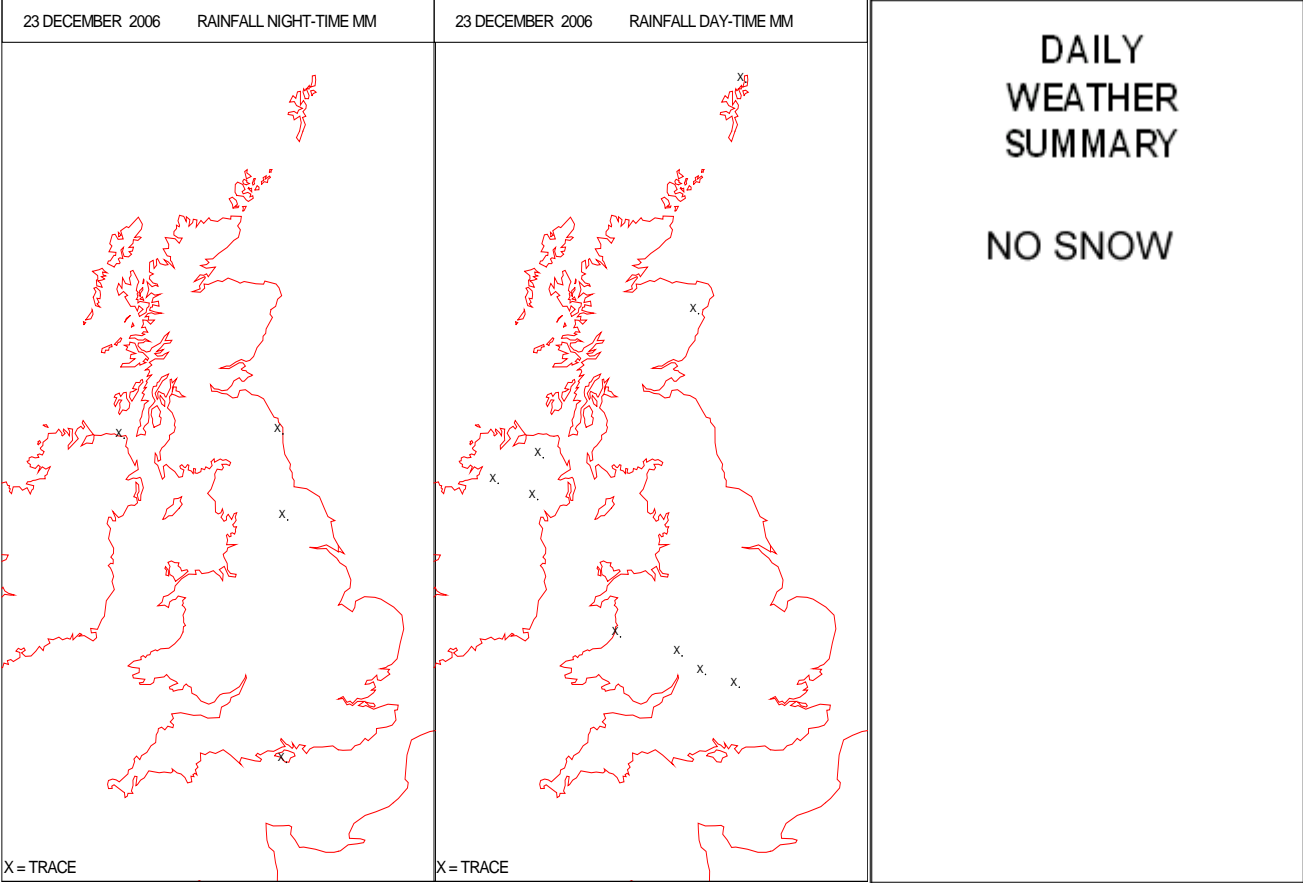 23 DECEMBER 2006 RAINFALL NIGHT-TIME MM
X
X.
X.
X.
X = TRACE
23 DECEMBER 2006 RAINFALL DAY-TIME MM
X
X.
X.
X.
X.
X.
X.
X.
X.
X = TRACE
DAILY
WEATHER
SUMMARY
NO SNOW